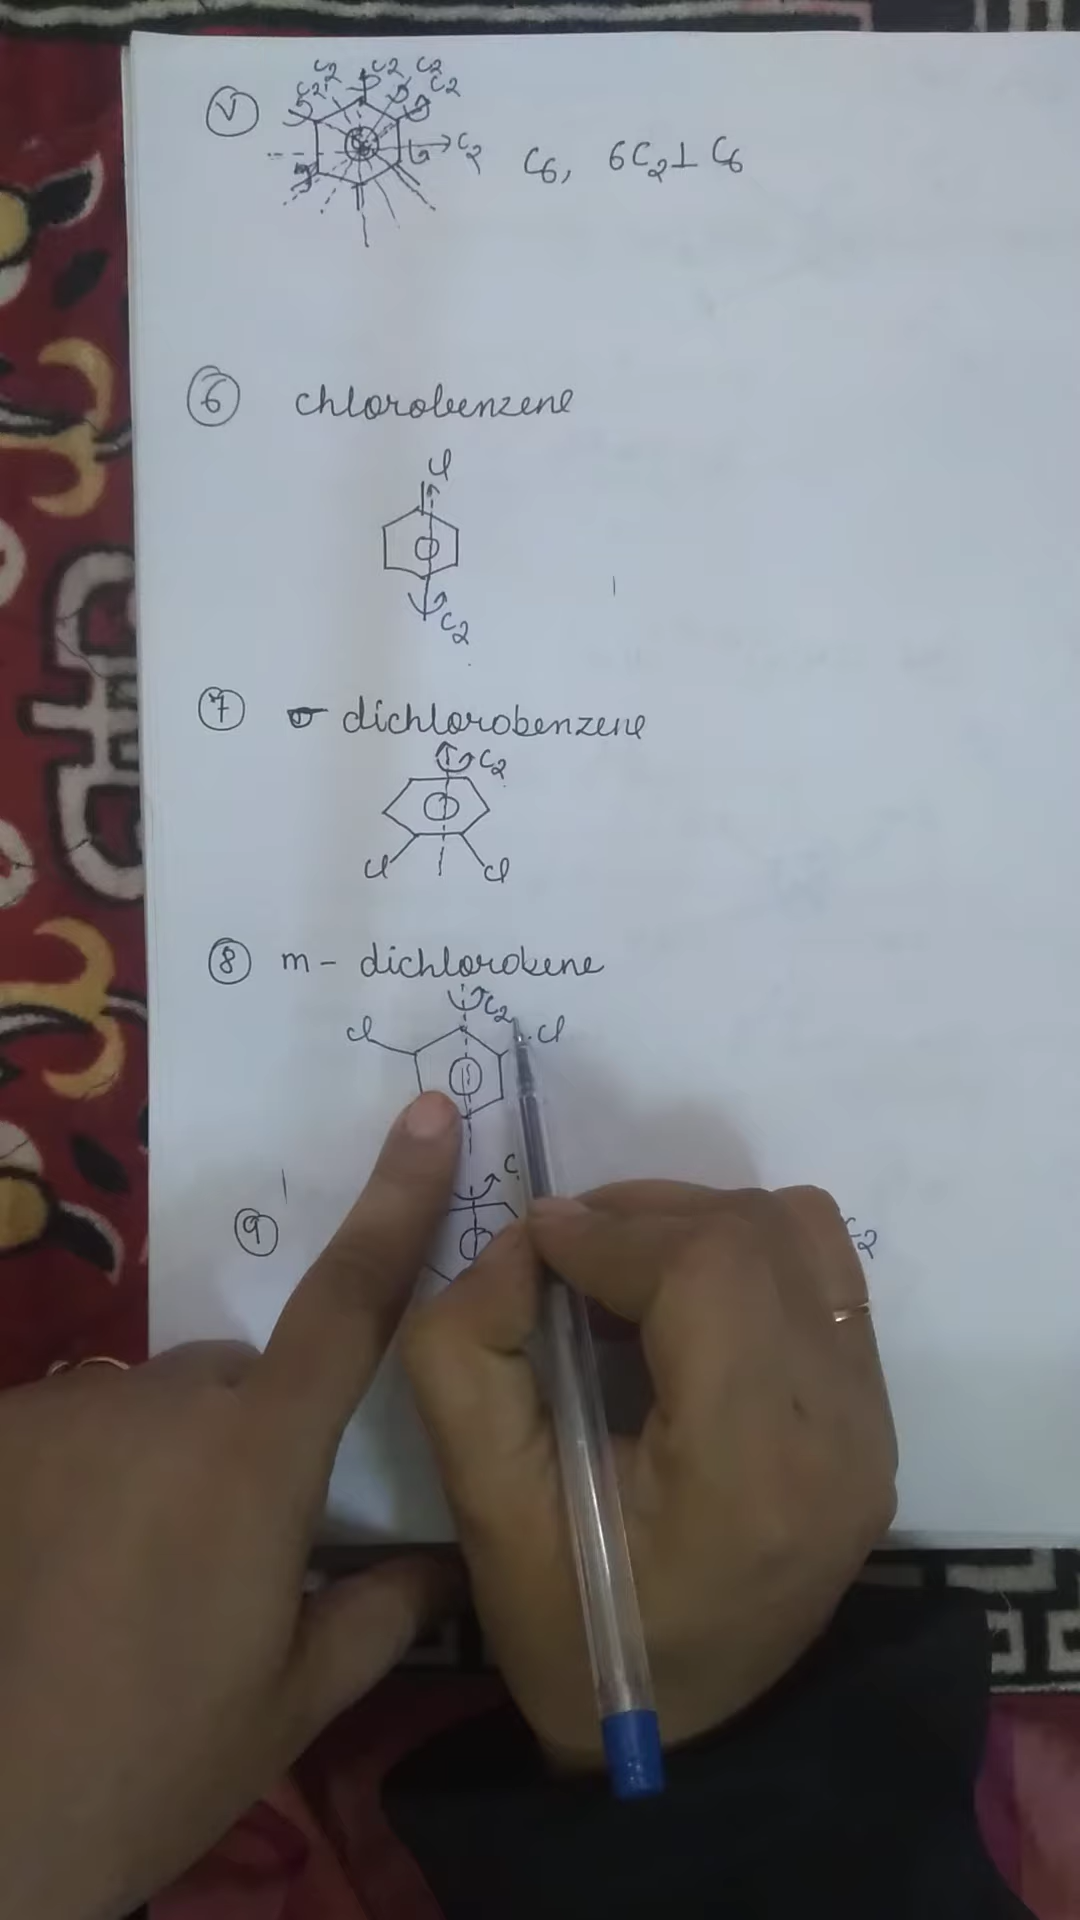 C2 C2 C2
C2 C2
V C2 C6, 6C2⊥ C6
6 chlorobenzene
Cl
C2
7 o- dichlorobenzene
C2
Cl Cl
8 m- dichlorobene
C2
Cl Cl
C
9
C2